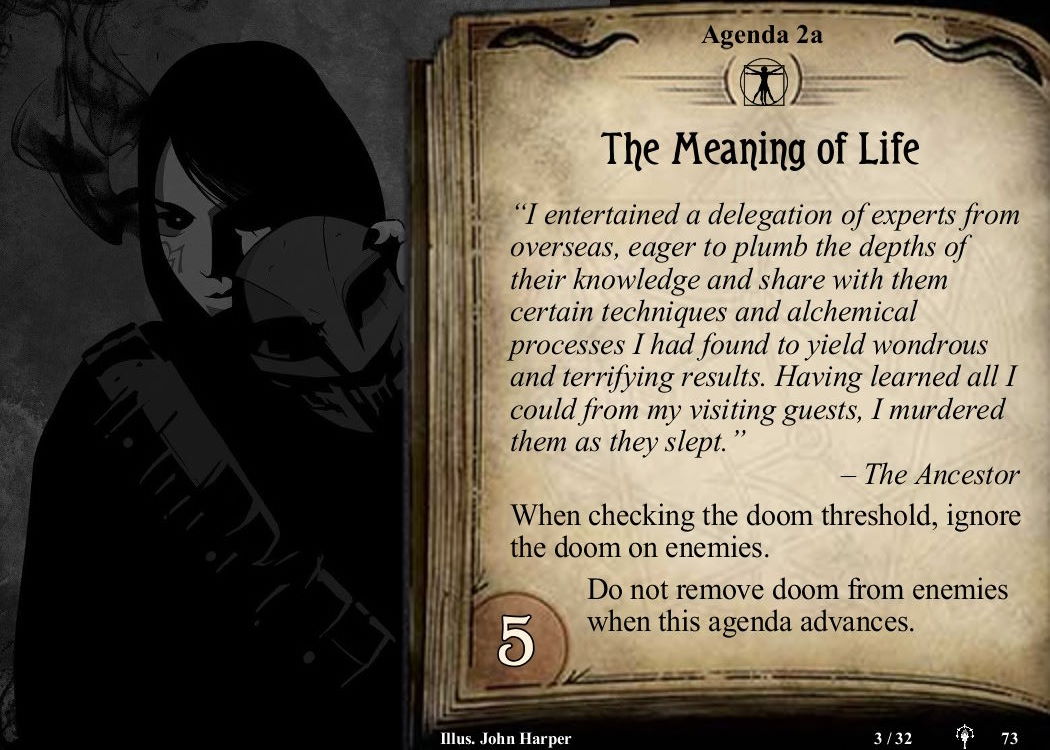 Agenda 2a
The Meaning of Life
“I entertained a delegation of experts from
overseas, eager to plumb the depths of
their knowledge and share with them
certain techniques and alchemical
processes I had found to yield wondrous
and terrifying results. Having learned all I
could from my visiting guests, I murdered
them as they slept.”
– The Ancestor
When checking the doom threshold, ignore
the doom on enemies.
Do not remove doom from enemies
when this agenda advances.
5
Illus. John Harper
3 / 32
73